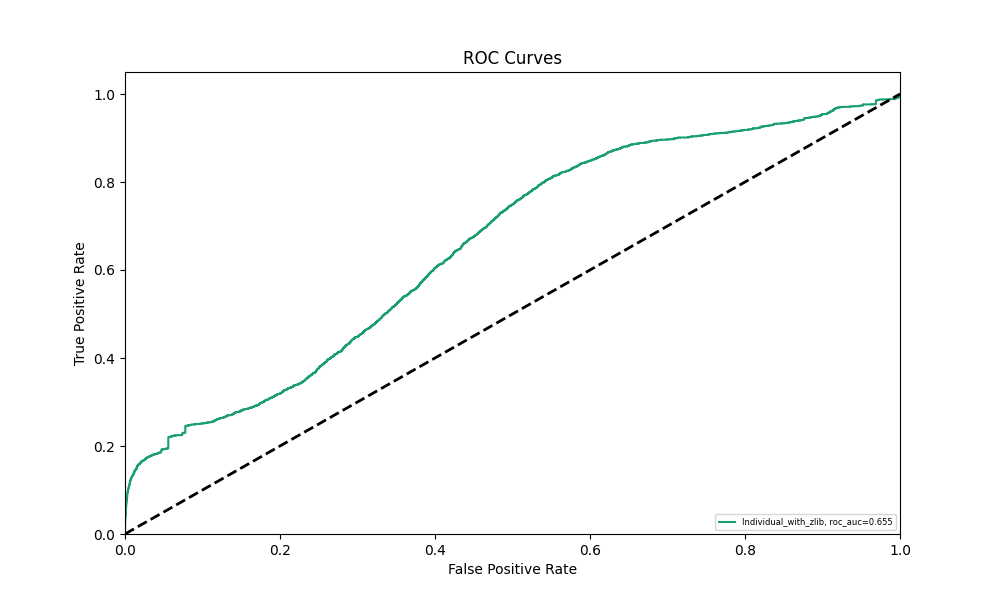 ROC Curves
True Positive Rate
1.0
0.8
0.6
0.4
0.2
0.0
Individual_with_zlib, roc_auc=0.655
0.0 0.2 0.4 0.6 0.8 1.0
False Positive Rate